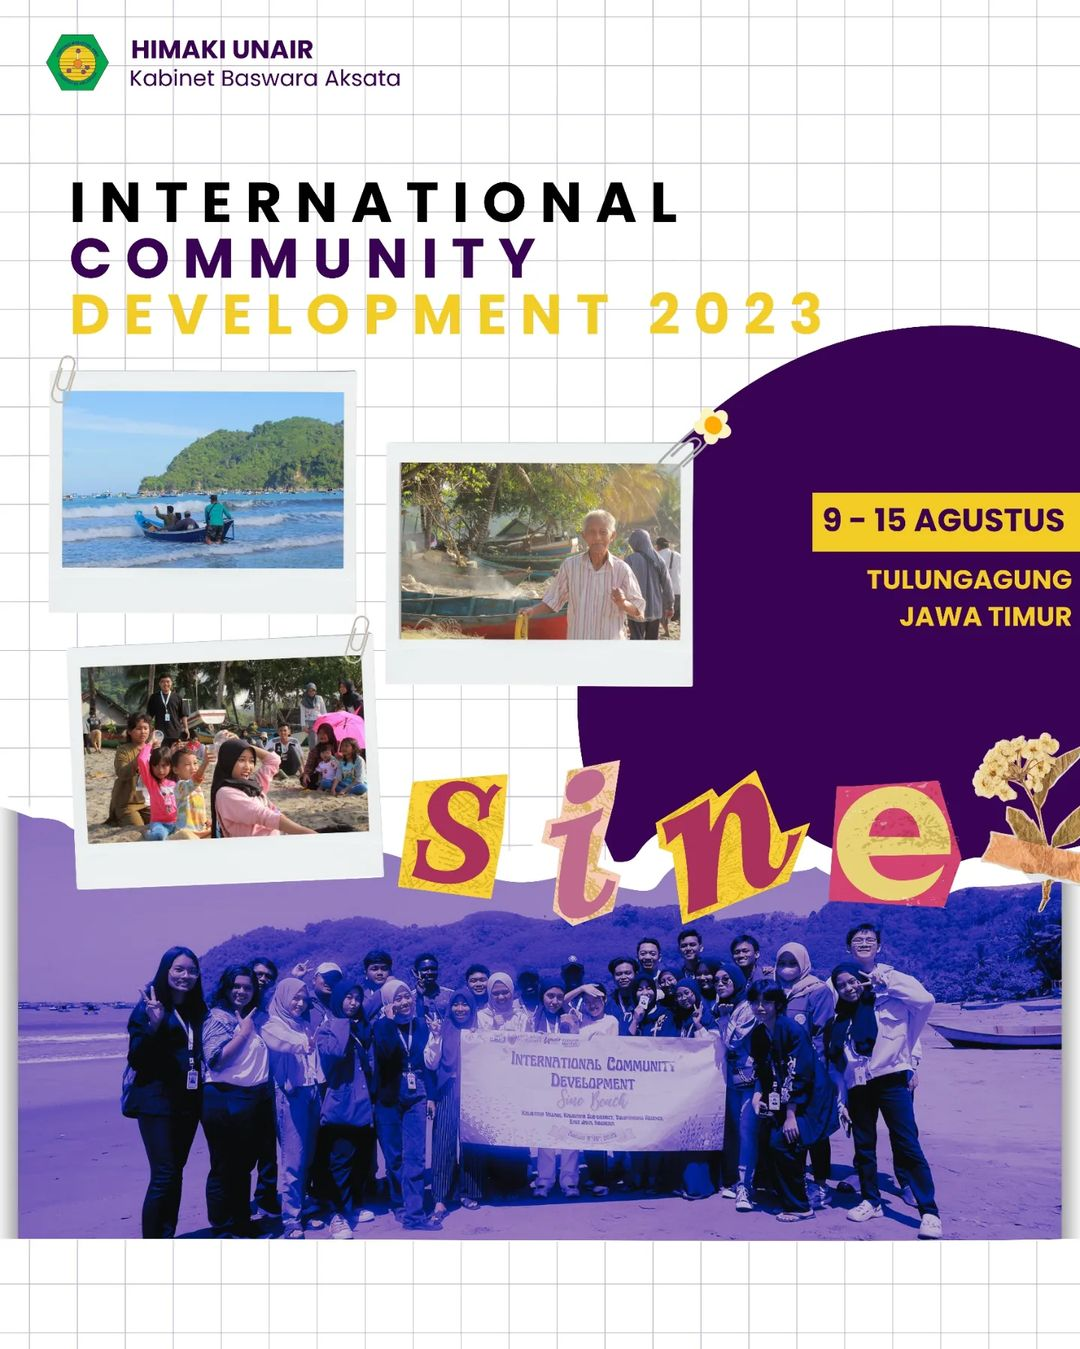 HIMAKI UNAIR
Kabinet Baswara Aksata
INTERNATIONAL
COMMUNITY
DEVELOPMENT 2023
9 - 15 AGUSTUS
TULUNGAGUNG
JAWA TIMUR
sine
INTERNATIONAL COMMUNITY
DEVELOPMENT
Sine Beach